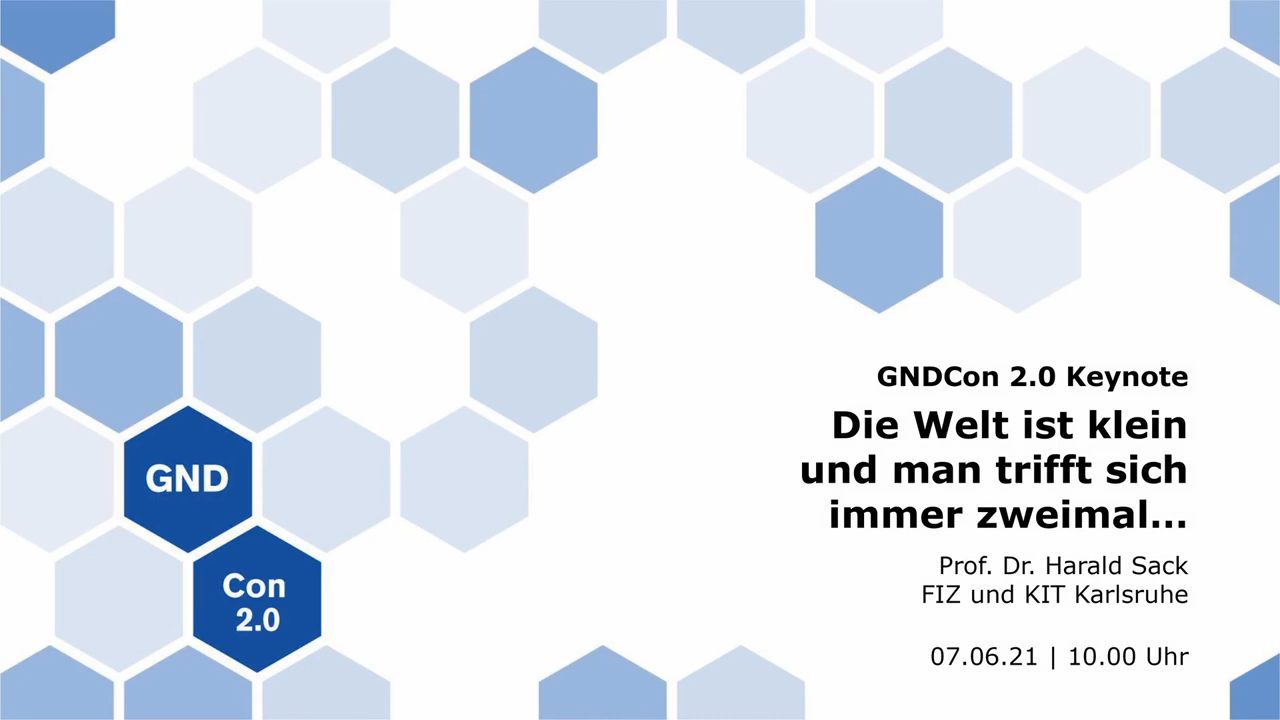 GND
Con
2.0
GNDCon 2.0 Keynote
Die Welt ist klein
und man trifft sich
immer zweimal...
Prof. Dr. Harald Sack
FIZ und KIT Karlsruhe
07.06.21 | 10.00 Uhr